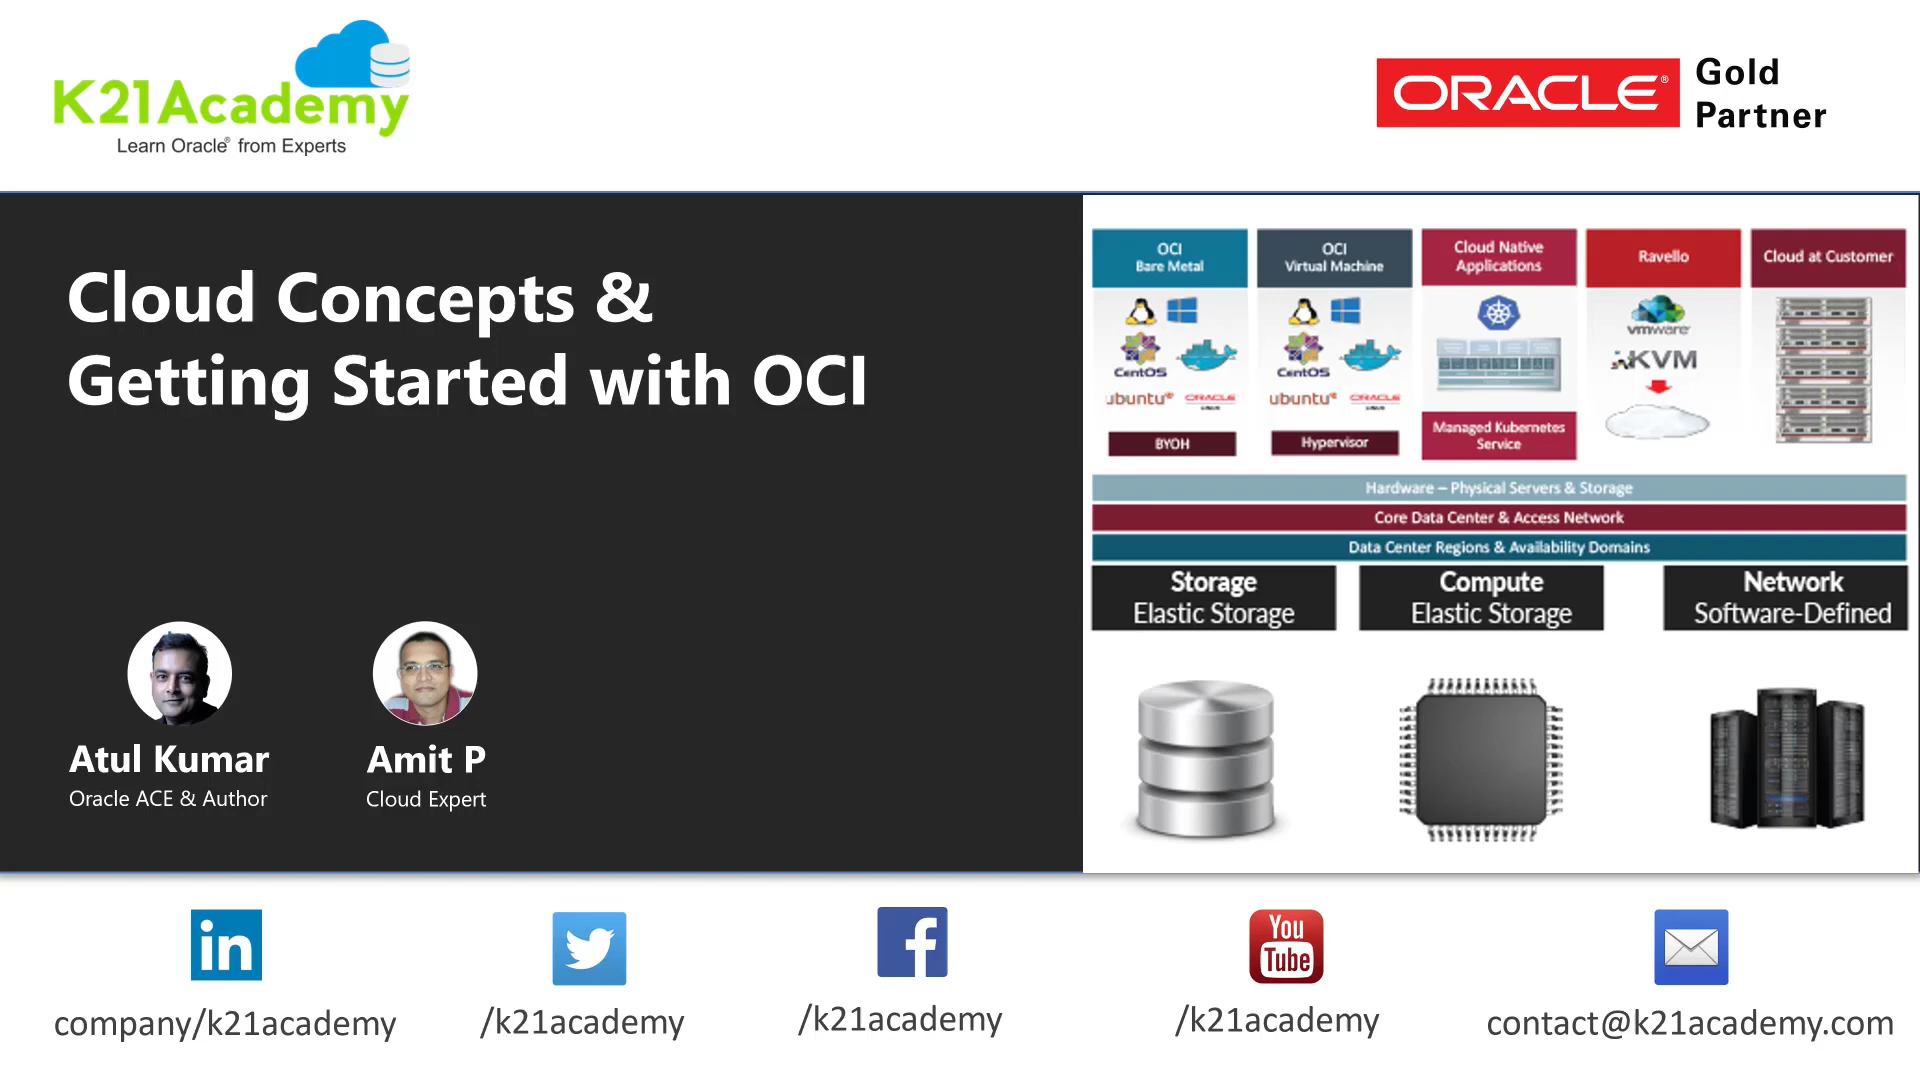 K21Academy
Learn Oracle® from Experts
ORACLE®
Gold
Partner
Cloud Concepts &
Getting Started with OCI
Atul Kumar
Oracle ACE & Author
Amit P
Cloud Expert
OCI
Bare Metal
OCI
Virtual Machine
Cloud Native
Applications
Ravello
Cloud at Customer
CentOS
ubuntu
ORACLE
LINUX
BYOH
CentOS
ubuntu
ORACLE
LINUX
Hypervisor
Managed Kubernetes
Service
vmware
KVM
Hardware – Physical Servers & Storage
Core Data Center & Access Network
Data Center Regions & Availability Domains
Storage
Elastic Storage
Compute
Elastic Storage
Network
Software-Defined
in
f
You
Tube
company/k21academy
/k21academy
/k21academy
/k21academy
contact@k21academy.com